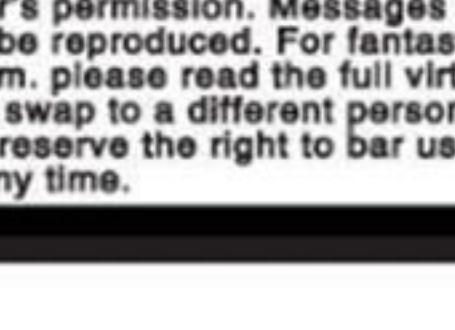 r's permission. Messages
be reproduced. For fantas
m. please read the full virt
swap to a different person
reserve the right to bar us
ny time.